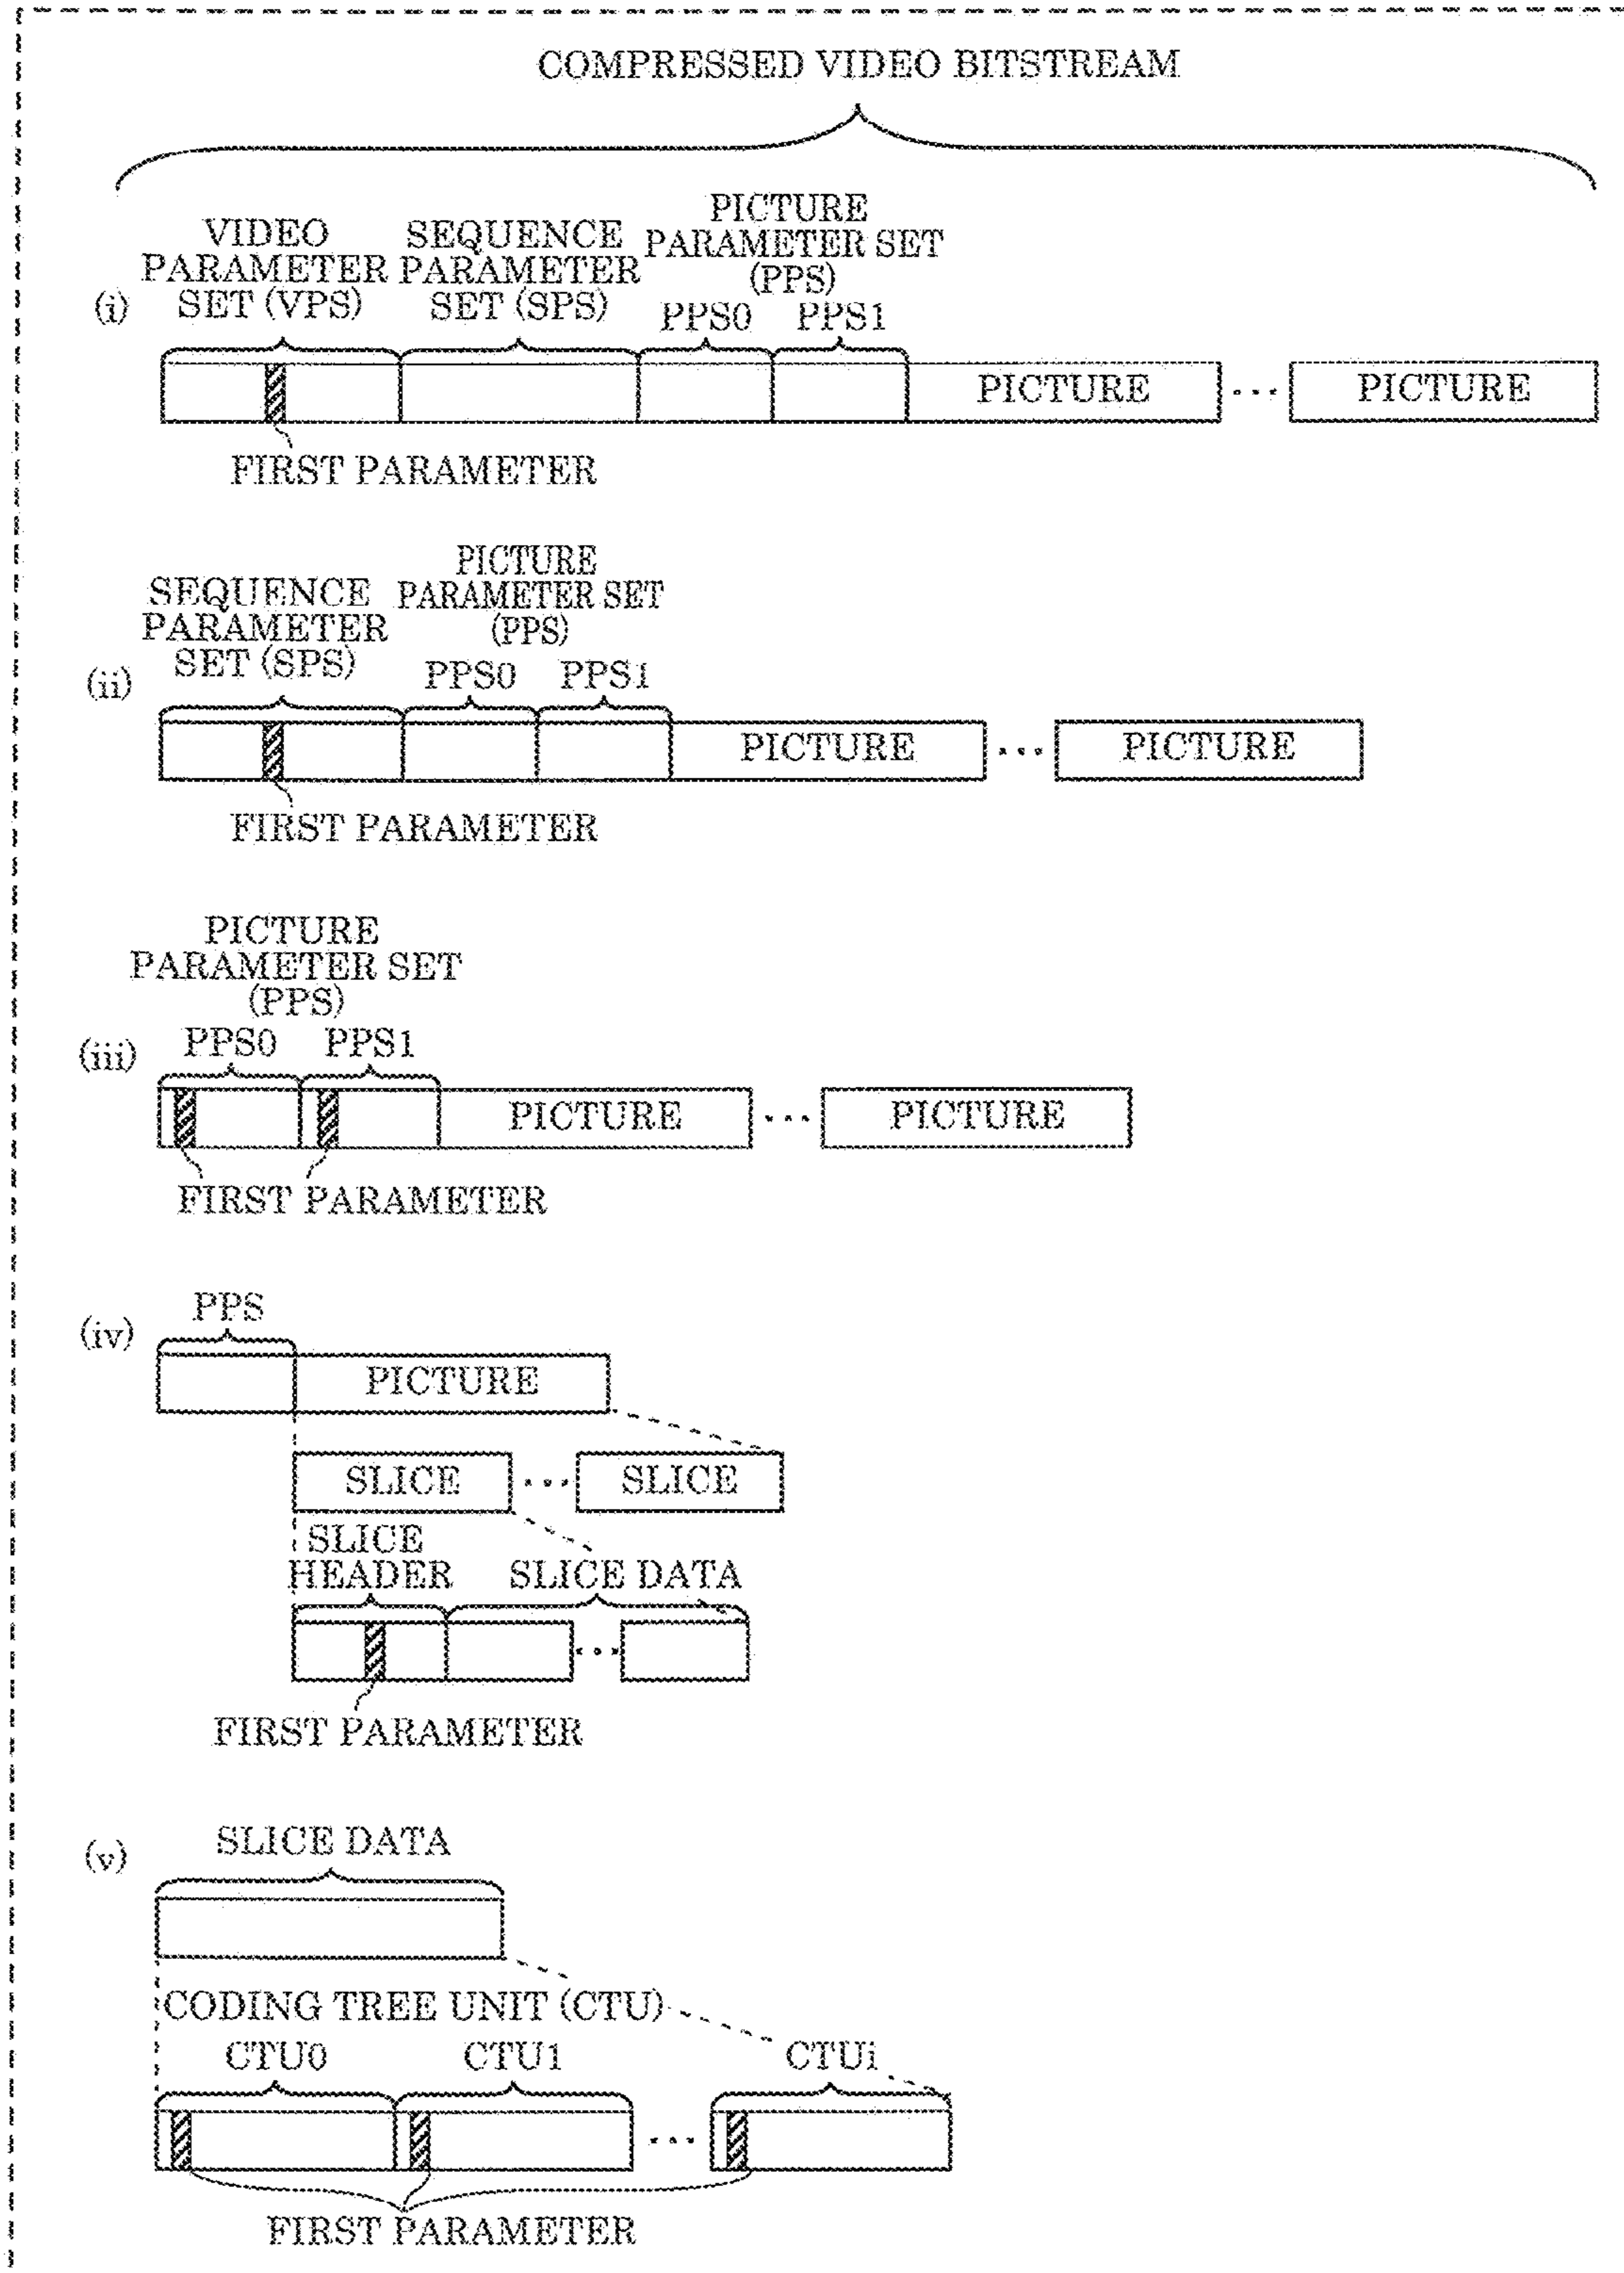 COMPRESSED VIDEO BITSTREAM
(i)
VIDEO
PARAMETER
SET (VPS)
SEQUENCE
PARAMETER
SET (SPS)
PICTURE
PARAMETER SET
(PPS)
PPS0 PPS1
PICTURE ... PICTURE
FIRST PARAMETER
(ii)
SEQUENCE
PARAMETER
SET (SPS)
PICTURE
PARAMETER SET
(PPS)
PPS0 PPS1
PICTURE ... PICTURE
FIRST PARAMETER
(iii)
PICTURE
PARAMETER SET
(PPS)
PPS0 PPS1
PICTURE ... PICTURE
FIRST PARAMETER
(iv)
PPS
PICTURE
SLICE ... SLICE
SLICE
HEADER
SLICE DATA
...
FIRST PARAMETER
(v)
SLICE DATA
CODING TREE UNIT (CTU)
CTU0 CTU1 CTUi
...
FIRST PARAMETER